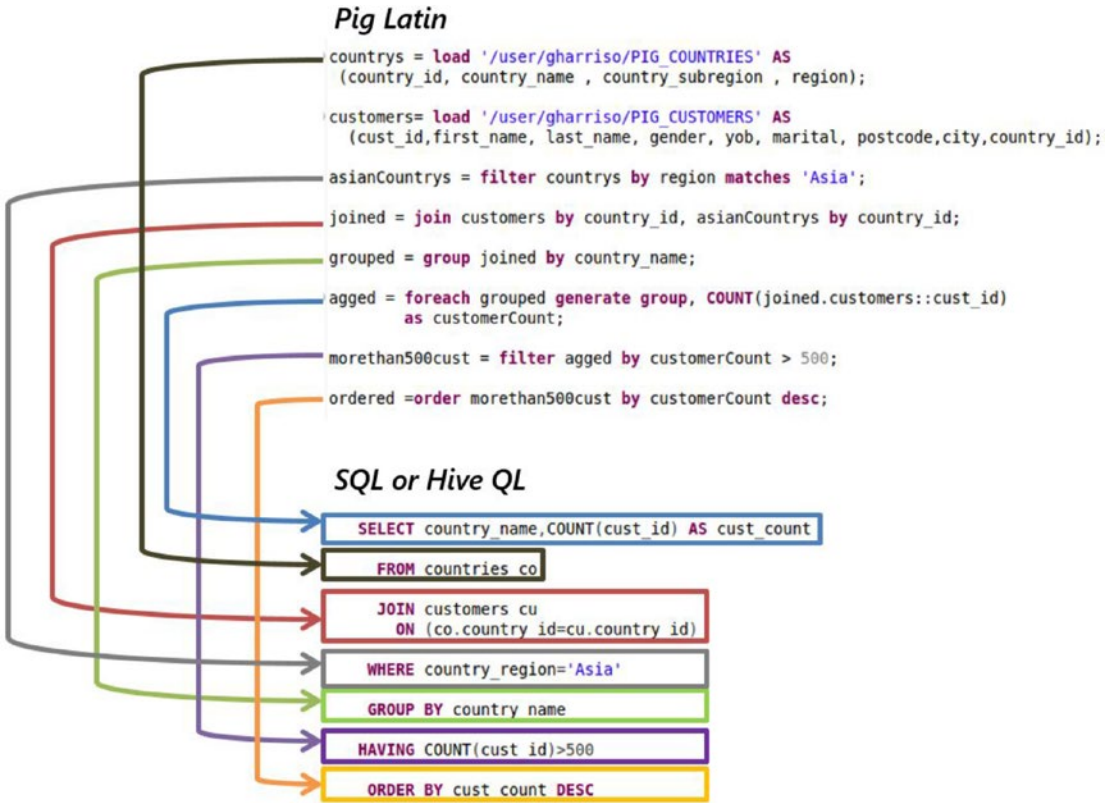 Pig Latin
countrys = load '/user/gharriso/PIG_COUNTRIES' AS
(country_id, country_name , country_subregion , region);
customers= load '/user/gharriso/PIG_CUSTOMERS' AS
(cust_id,first_name, last_name, gender, yob, marital, postcode,city,country_id);
asianCountrys = filter countrys by region matches 'Asia';
joined = join customers by country_id, asianCountrys by country_id;
grouped = group joined by country_name;
agged = foreach grouped generate group, COUNT(joined.customers::cust_id)
as customerCount;
morethan500cust = filter agged by customerCount > 500;
ordered =order morethan500cust by customerCount desc;
SQL or Hive QL
SELECT country_name,COUNT(cust_id) AS cust_count
FROM countries co
JOIN customers cu
ON (co.country_id=cu.country_id)
WHERE country_region='Asia'
GROUP BY country_name
HAVING COUNT(cust_id)>500
ORDER BY cust_count DESC